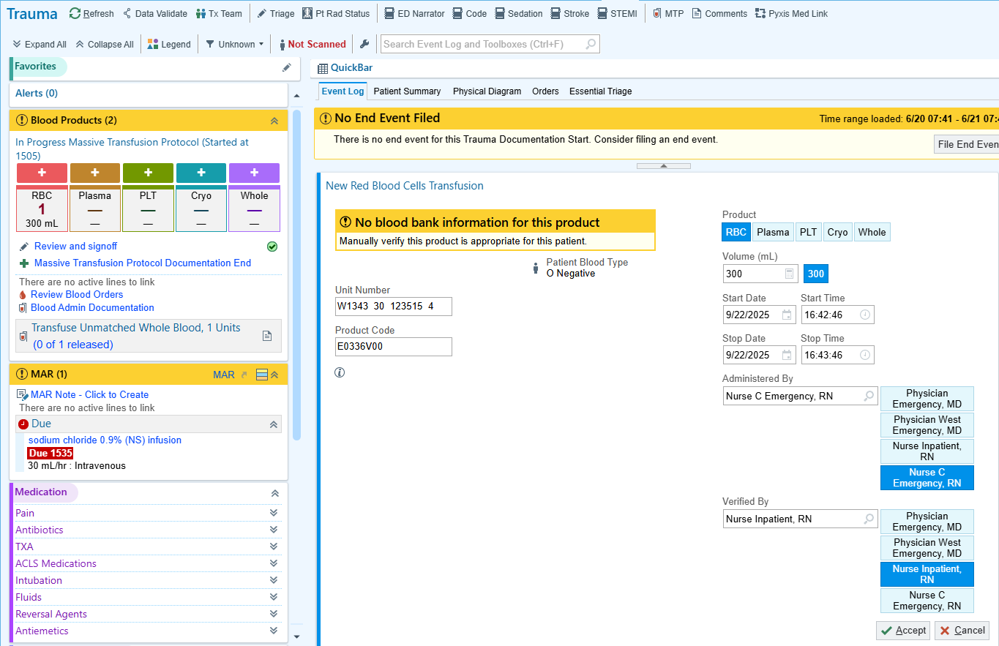 Trauma
Refresh
Data Validate
Tx Team
Triage
Pt Rad Status
ED Narrator
Code
Sedation
Stroke
STEMI
MTP
Comments
Pyxis Med Link
Expand All
Collapse All
Legend
Unknown
Not Scanned
Search Event Log and Toolboxes (Ctrl+F)
Favorites
Alerts (0)
Blood Products (2)
In Progress Massive Transfusion Protocol (Started at
1505)
+ + + + +
RBC Plasma PLT Cryo Whole
1 — — — —
300 mL — — — —
Review and signoff
Massive Transfusion Protocol Documentation End
There are no active lines to link
Review Blood Orders
Blood Admin Documentation
Transfuse Unmatched Whole Blood, 1 Units
(0 of 1 released)
MAR (1)
MAR
MAR Note - Click to Create
There are no active lines to link
Due
sodium chloride 0.9% (NS) infusion
Due 1535
30 mL/hr : Intravenous
Medication
Pain
Antibiotics
TXA
ACLS Medications
Intubation
Fluids
Reversal Agents
Antiemetics
QuickBar
Event Log
Patient Summary
Physical Diagram
Orders
Essential Triage
No End Event Filed
Time range loaded: 6/20 07:41 - 6/21 07:4
There is no end event for this Trauma Documentation Start. Consider filing an end event.
File End Even
New Red Blood Cells Transfusion
No blood bank information for this product
Manually verify this product is appropriate for this patient.
Patient Blood Type
O Negative
Unit Number
W1343 30 123515 4
Product Code
E0336V00
Product
RBC
Plasma
PLT
Cryo
Whole
Volume (mL)
300
300
Start Date
Start Time
9/22/2025
16:42:46
Stop Date
Stop Time
9/22/2025
16:43:46
Administered By
Nurse C Emergency, RN
Physician
Emergency, MD
Physician West
Emergency, MD
Nurse Inpatient,
RN
Nurse C
Emergency, RN
Verified By
Nurse Inpatient, RN
Physician
Emergency, MD
Physician West
Emergency, MD
Nurse Inpatient,
RN
Nurse C
Emergency, RN
Accept
Cancel